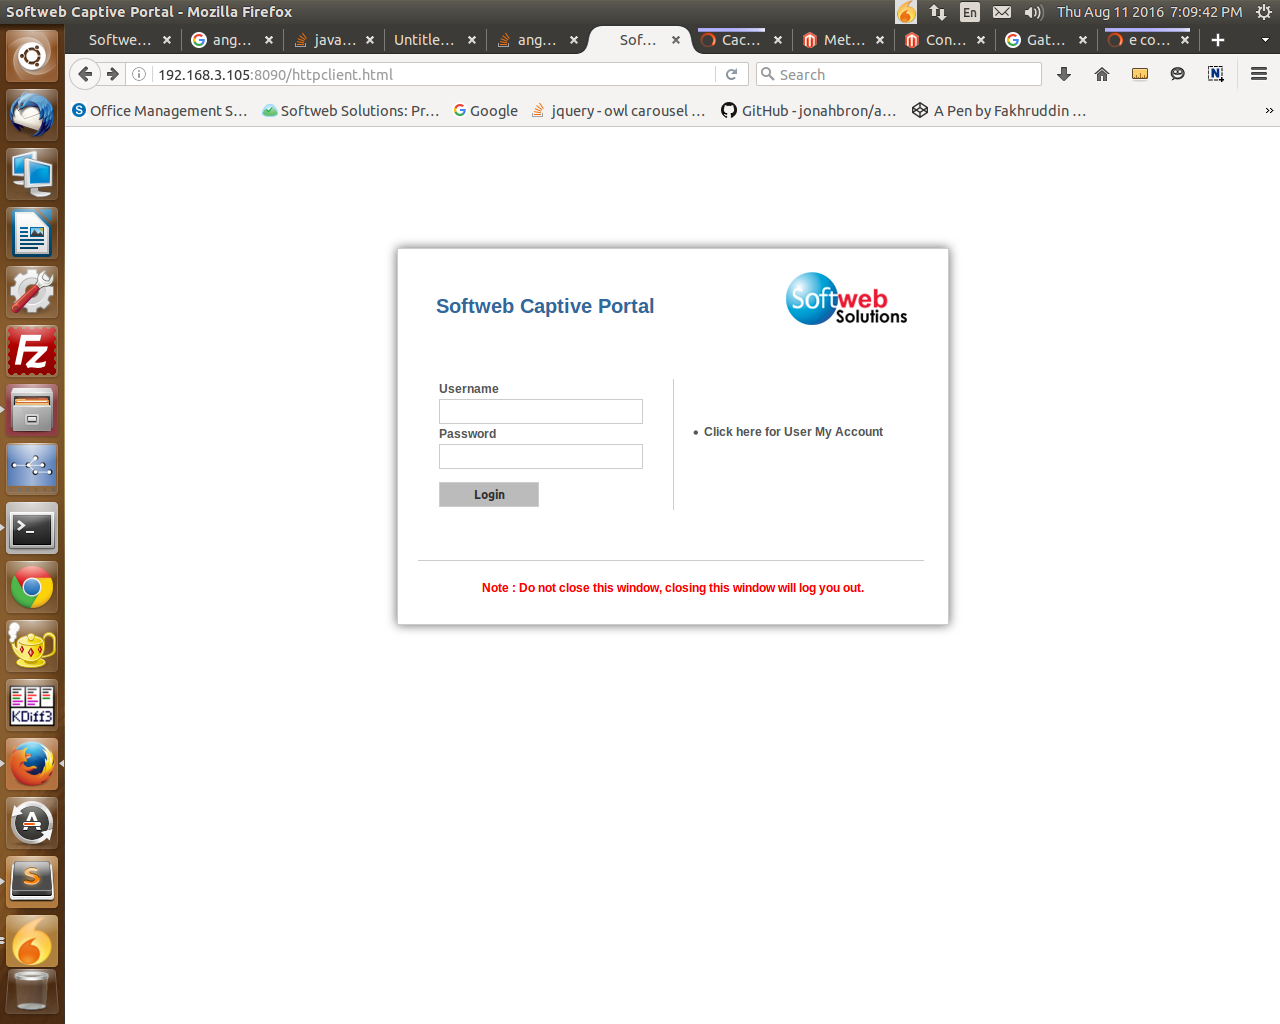 Softweb Captive Portal - Mozilla Firefox
En
Thu Aug 11 2016 7:09:42 PM
Softwe... ×
ang... ×
java... ×
Untitle... ×
ang... ×
Sof... ×
Cac... ×
Met... ×
Con... ×
Gat... ×
e co... ×
192.168.3.105:8090/httpclient.html
Search
Office Management S...
Softweb Solutions: Pr...
Google
jquery - owl carousel ...
GitHub - jonahbron/a...
A Pen by Fakhruddin ...
Softweb Captive Portal
Softweb
Solutions
Username
Password
Click here for User My Account
Login
Note : Do not close this window, closing this window will log you out.
Fz
KDiff3